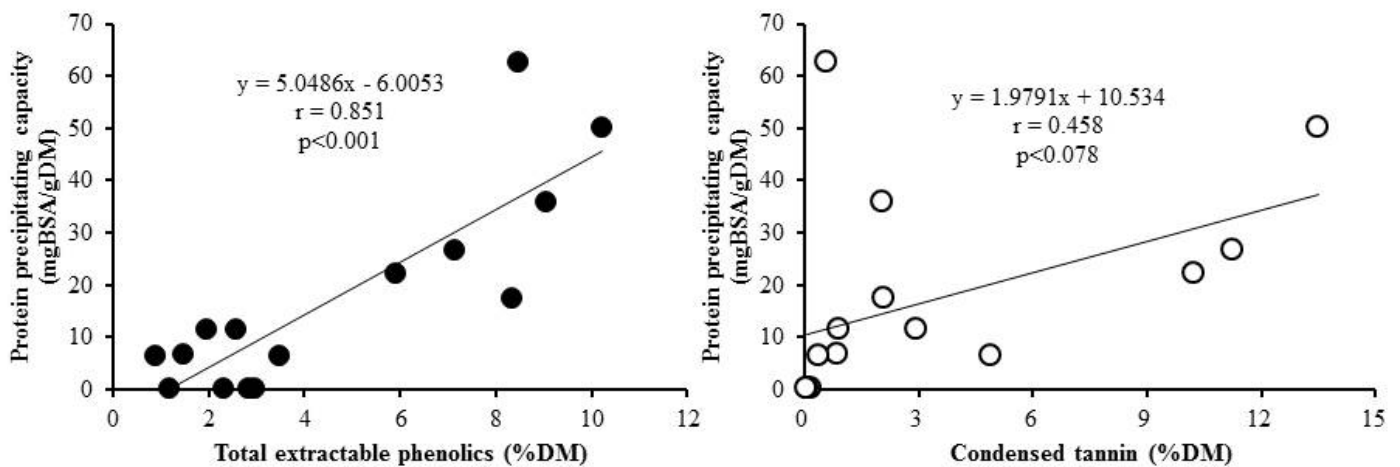 Protein precipitating capacity
(mgBSA/gDM)
70
60
50
40
30
20
10
0
y = 5.0486x - 6.0053
r = 0.851
p<0.001
0 2 4 6 8 10 12
Total extractable phenolics (%DM)
Protein precipitating capacity
(mgBSA/gDM)
70
60
50
40
30
20
10
0
y = 1.9791x + 10.534
r = 0.458
p<0.078
0 3 6 9 12 15
Condensed tannin (%DM)